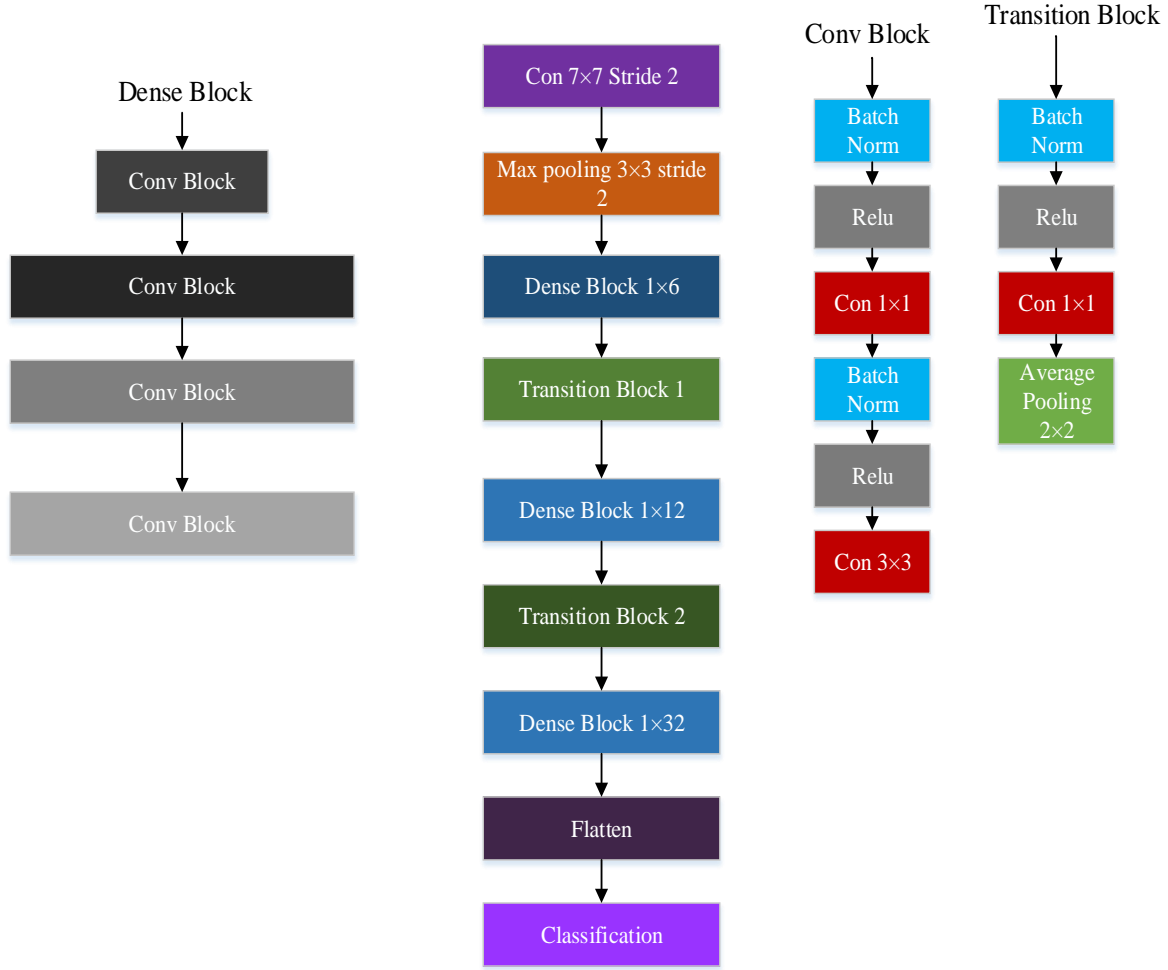 Dense Block
Conv Block
Conv Block
Conv Block
Conv Block
Con 7×7 Stride 2
Max pooling 3×3 stride
2
Dense Block 1×6
Transition Block 1
Dense Block 1×12
Transition Block 2
Dense Block 1×32
Flatten
Classification
Conv Block
Batch
Norm
Relu
Con 1×1
Batch
Norm
Relu
Con 3×3
Transition Block
Batch
Norm
Relu
Con 1×1
Average
Pooling
2×2